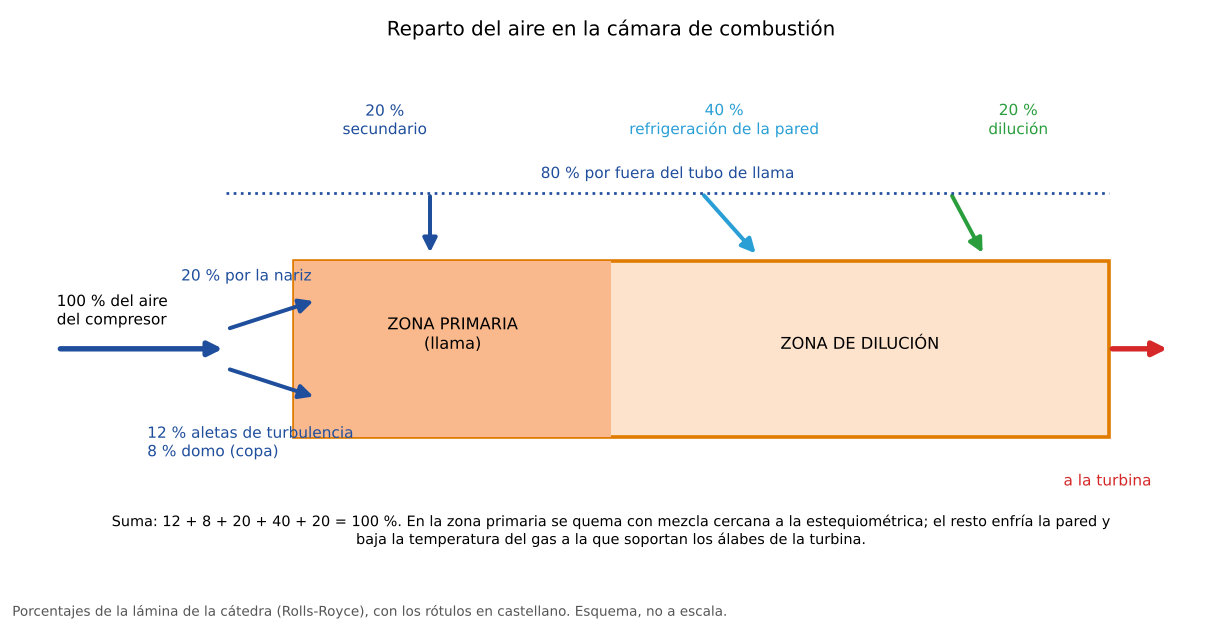 Reparto del aire en la cámara de combustión
20 %
secundario
40 %
refrigeración de la pared
20 %
dilución
80 % por fuera del tubo de llama
20 % por la nariz
100 % del aire
del compresor
ZONA PRIMARIA
(llama)
ZONA DE DILUCIÓN
12 % aletas de turbulencia
8 % domo (copa)
a la turbina
Suma: 12 + 8 + 20 + 40 + 20 = 100 %. En la zona primaria se quema con mezcla cercana a la estequiométrica; el resto enfría la pared y
baja la temperatura del gas a la que soportan los álabes de la turbina.
Porcentajes de la lámina de la cátedra (Rolls-Royce), con los rótulos en castellano. Esquema, no a escala.